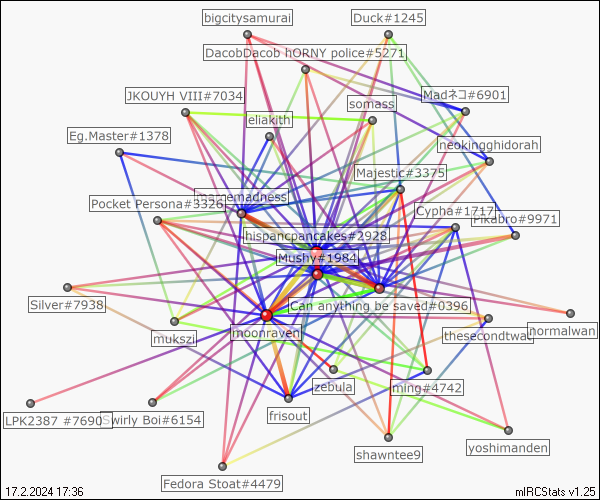 bigcitysamurai
Duck#1245
DacobDacob hORNY police#5271
JKOUYH VIII#7034
somass
Madネコ#6901
eliakith
Eg.Master#1378
neokingghidorah
Majestic#3375
Pocket Persona#3326
Cypha#1717
Pikabro#9971
hispancpancakes#2928
Mushy#1984
Silver#7938
Can anything be saved#0396
moonraven
mukszi
thesecondtwat
normalwan
zebula
ming#4742
LPK2387 #7690
Swirly Boi#6154
frisout
shawntee9
yoshimanden
Fedora Stoat#4479
17.2.2024 17:36
mIRCStats v1.25